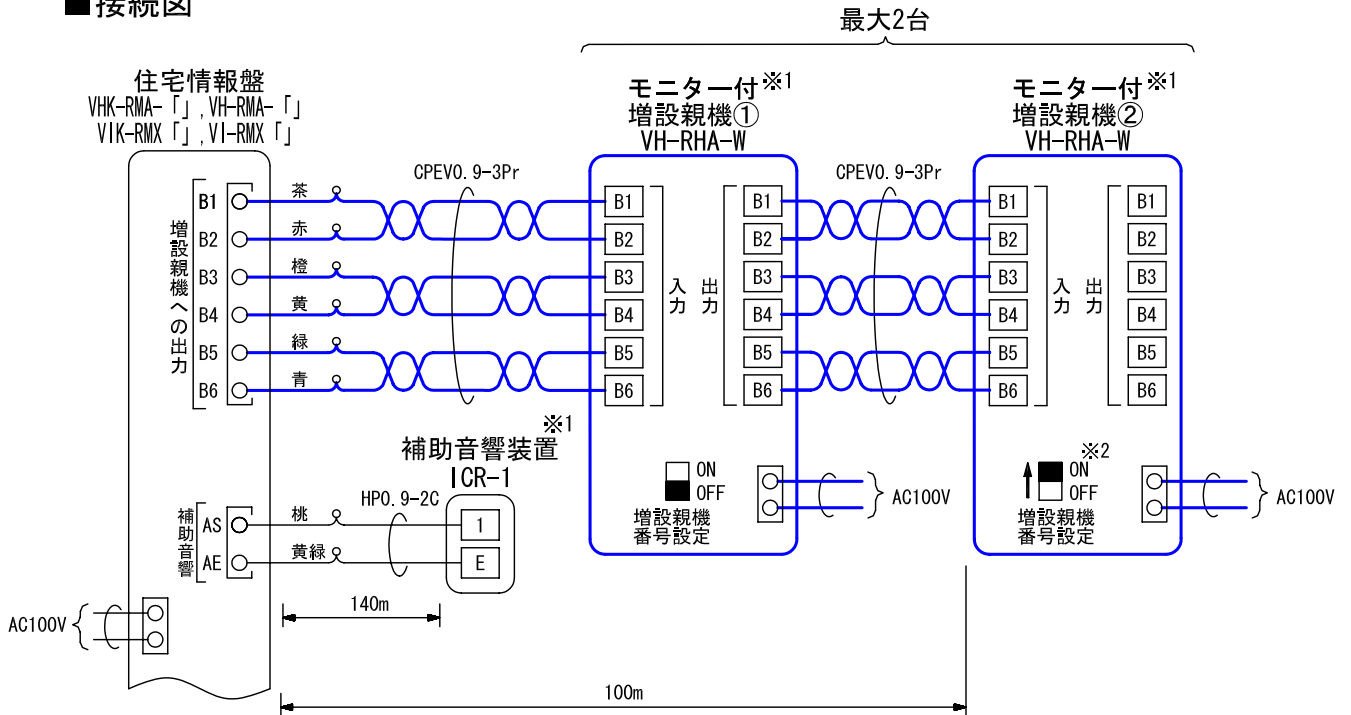 ■接続図
最大2台
住宅情報盤
VHK-RMA-「」,VH-RMA-「」
VIK-RMX「」,VI-RMX「」
モニター付※1
増設親機①
VH-RHA-W
モニター付※1
増設親機②
VH-RHA-W
CPEV0.9-3Pr
CPEV0.9-3Pr
増設親機への出力
B1
B2
B3
B4
B5
B6
茶
赤
橙
黄
緑
青
B1
B2
B3
B4
B5
B6
入力
出力
B1
B2
B3
B4
B5
B6
B1
B2
B3
B4
B5
B6
入力
出力
B1
B2
B3
B4
B5
B6
補助音響装置※1
ICR-1
HP0.9-2C
補助音響
AS
AE
桃
黄緑
1
E
ON
OFF
増設親機
番号設定
AC100V
※2
ON
OFF
増設親機
番号設定
AC100V
140m
AC100V
100m